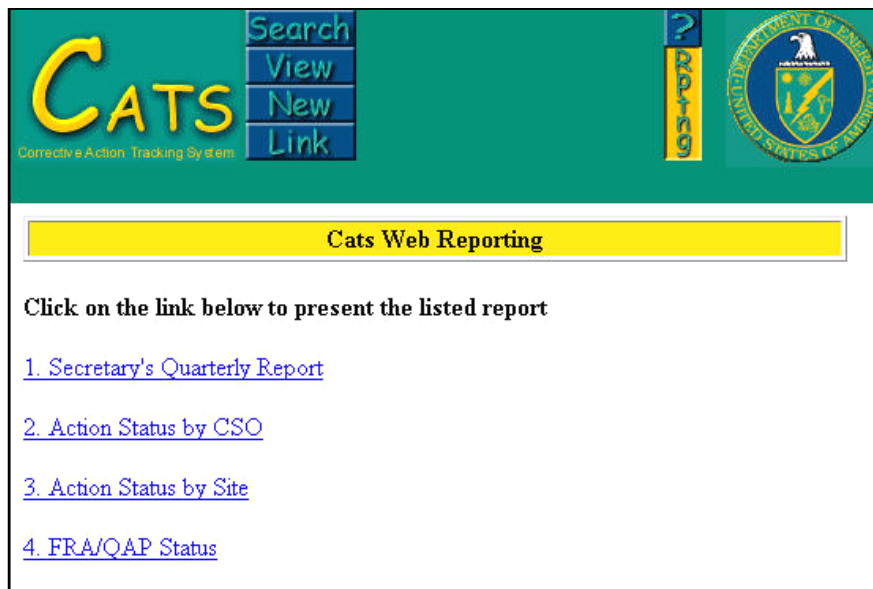 CATS
Corrective Action Tracking System
Search
View
New
Link
?
Rptng
DEPARTMENT OF ENERGY
UNITED STATES OF AMERICA
Cats Web Reporting
Click on the link below to present the listed report
1. Secretary's Quarterly Report
2. Action Status by CSO
3. Action Status by Site
4. FRA/QAP Status